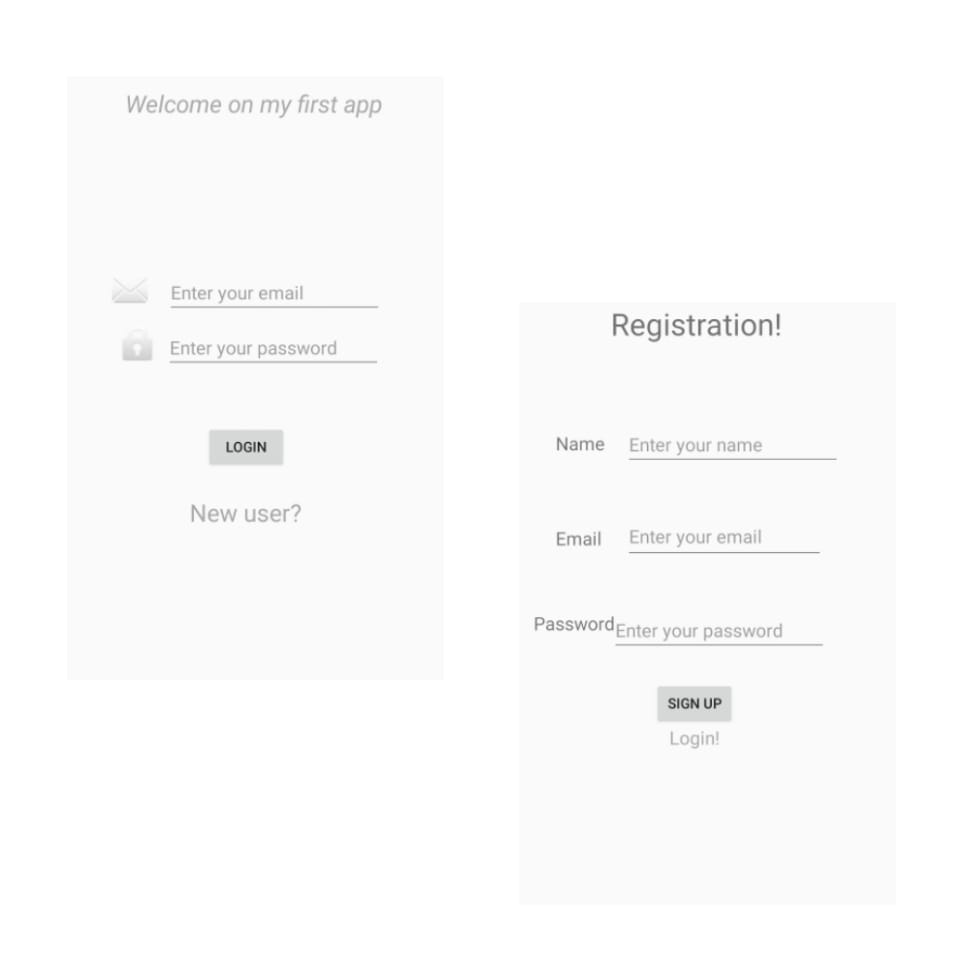 Welcome on my first app
Enter your email
Enter your password
LOGIN
New user?
Registration!
Name Enter your name
Email Enter your email
Password Enter your password
SIGN UP
Login!